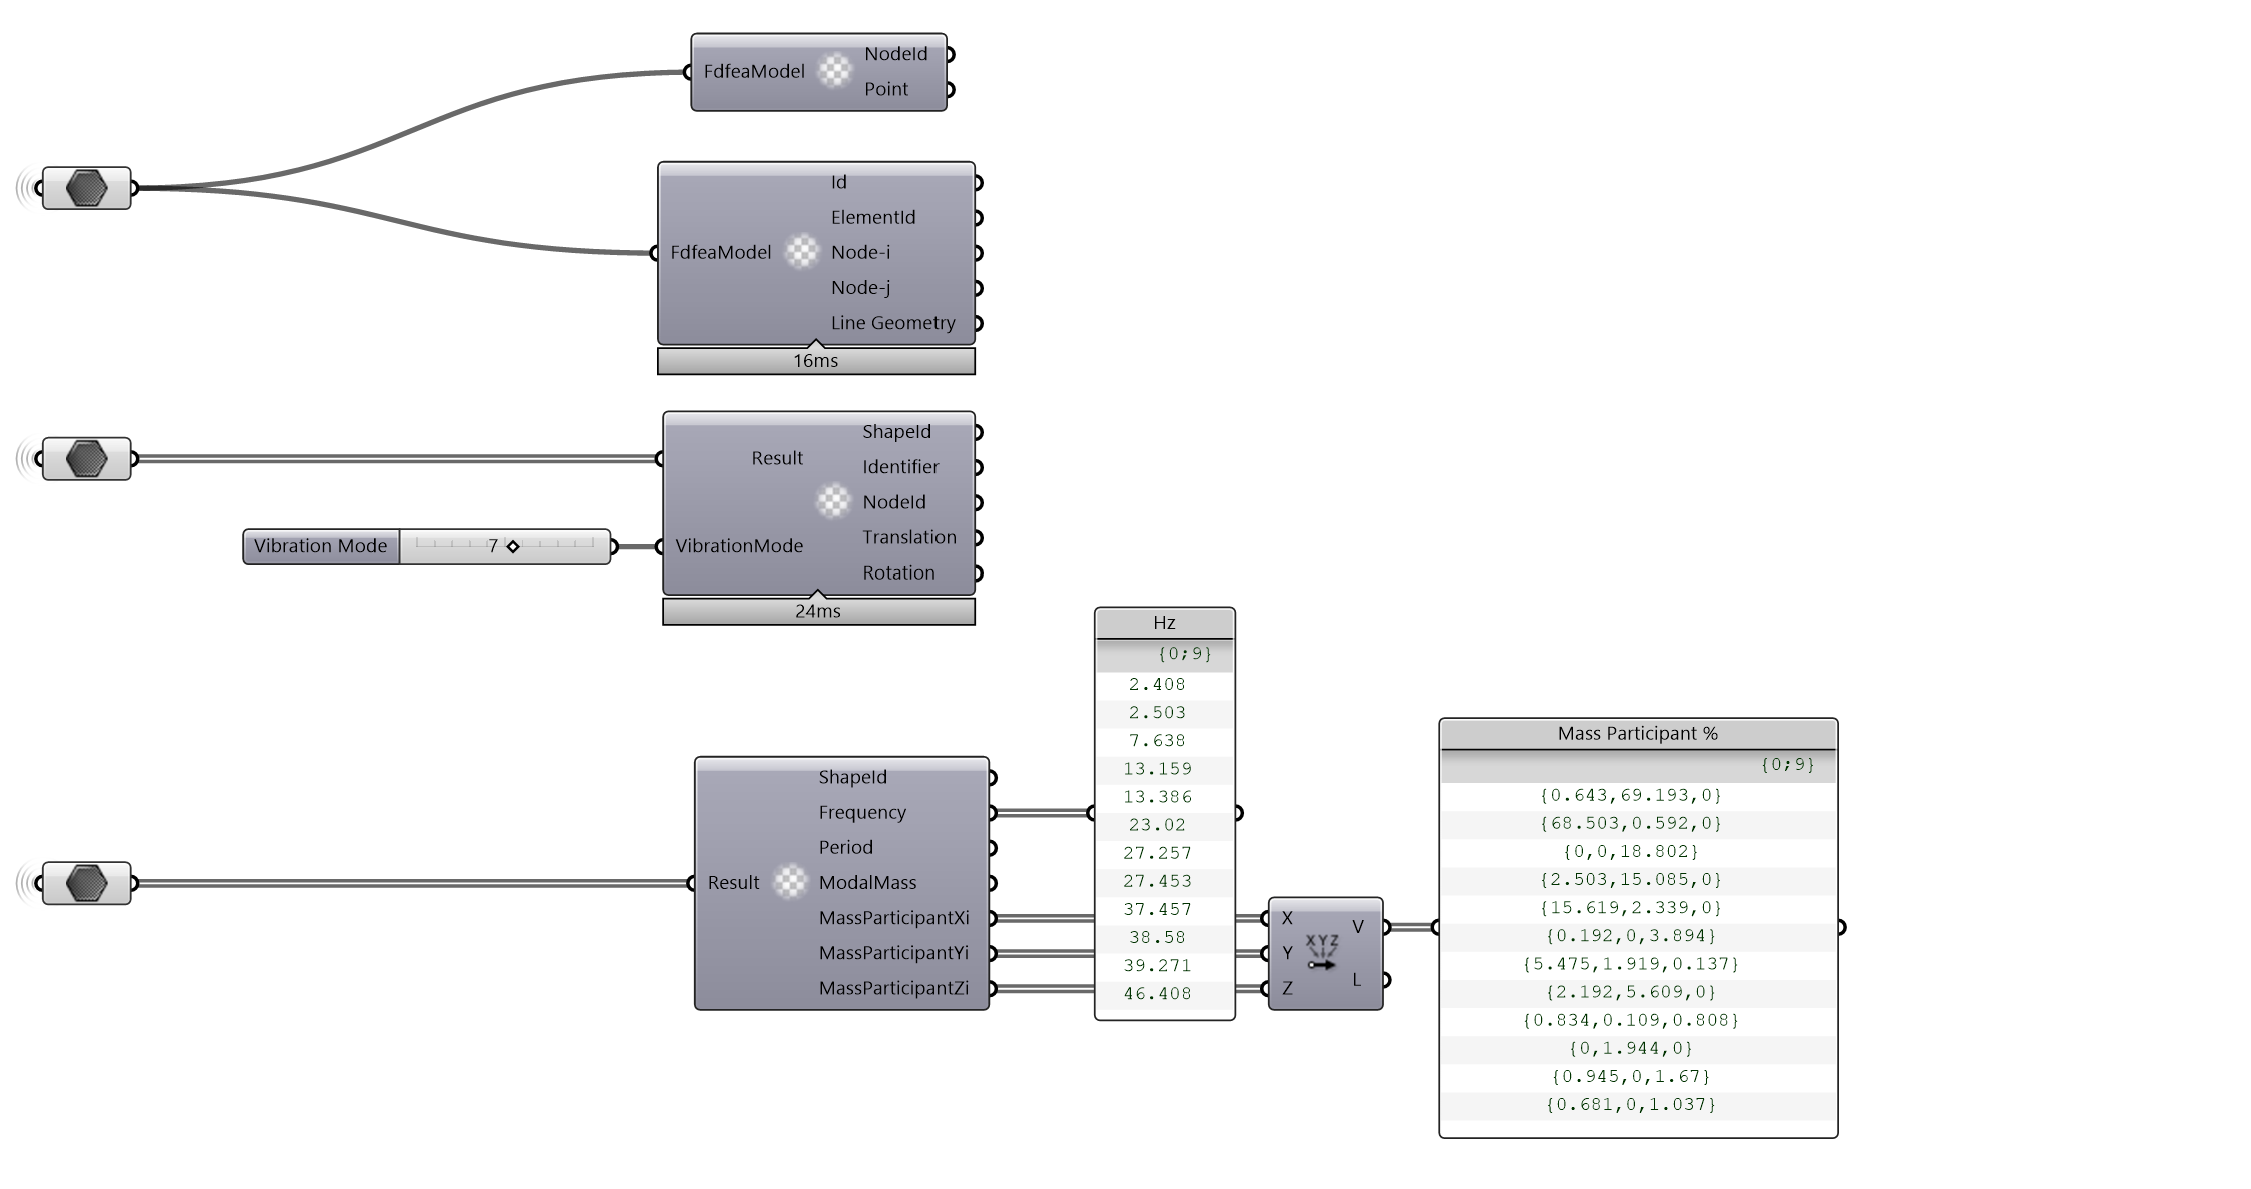 NodeId
FdfeaModel
Point
Id
ElementId
FdfeaModel
Node-i
Node-j
Line Geometry
16ms
ShapeId
Result
Identifier
NodeId
Translation
Vibration Mode
7
VibrationMode
Rotation
24ms
Hz
{0;9}
2.408
2.503
7.638
13.159
13.386
23.02
27.257
27.453
37.457
38.58
39.271
46.408
ShapeId
Frequency
Period
Result
ModalMass
MassParticipantXi
MassParticipantYi
MassParticipantZi
X
Y
Z
XYZ
V
L
Mass Participant %
{0;9}
{0.643,69.193,0}
{68.503,0.592,0}
{0,0,18.802}
{2.503,15.085,0}
{15.619,2.339,0}
{0.192,0,3.894}
{5.475,1.919,0.137}
{2.192,5.609,0}
{0.834,0.109,0.808}
{0,1.944,0}
{0.945,0,1.67}
{0.681,0,1.037}